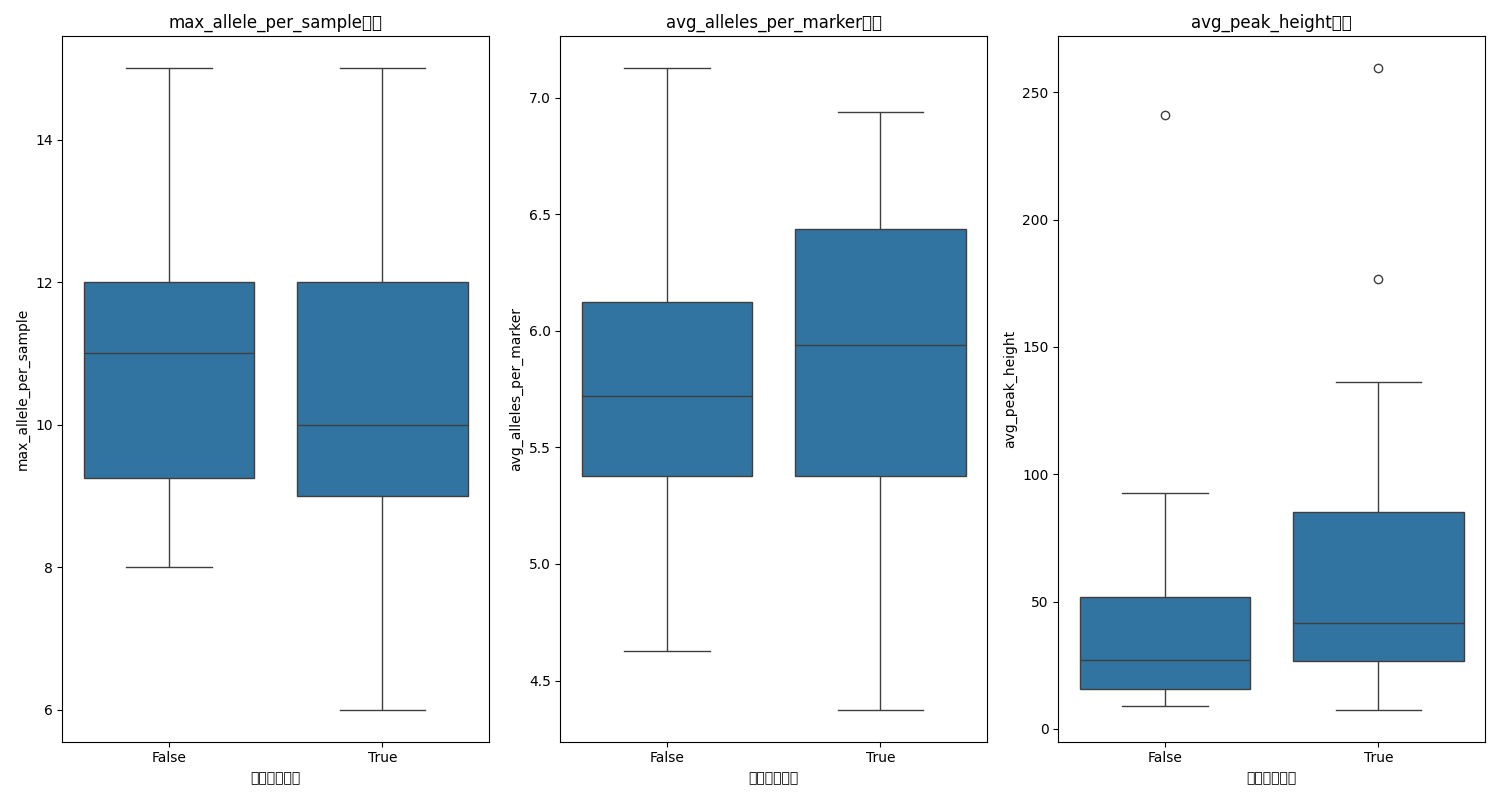 max_allele_per_sample
avg_alleles_per_marker
avg_peak_height
max_allele_per_sample
14
12
10
8
6
False
True
avg_alleles_per_marker
7.0
6.5
6.0
5.5
5.0
4.5
False
True
avg_peak_height
250
200
150
100
50
0
False
True